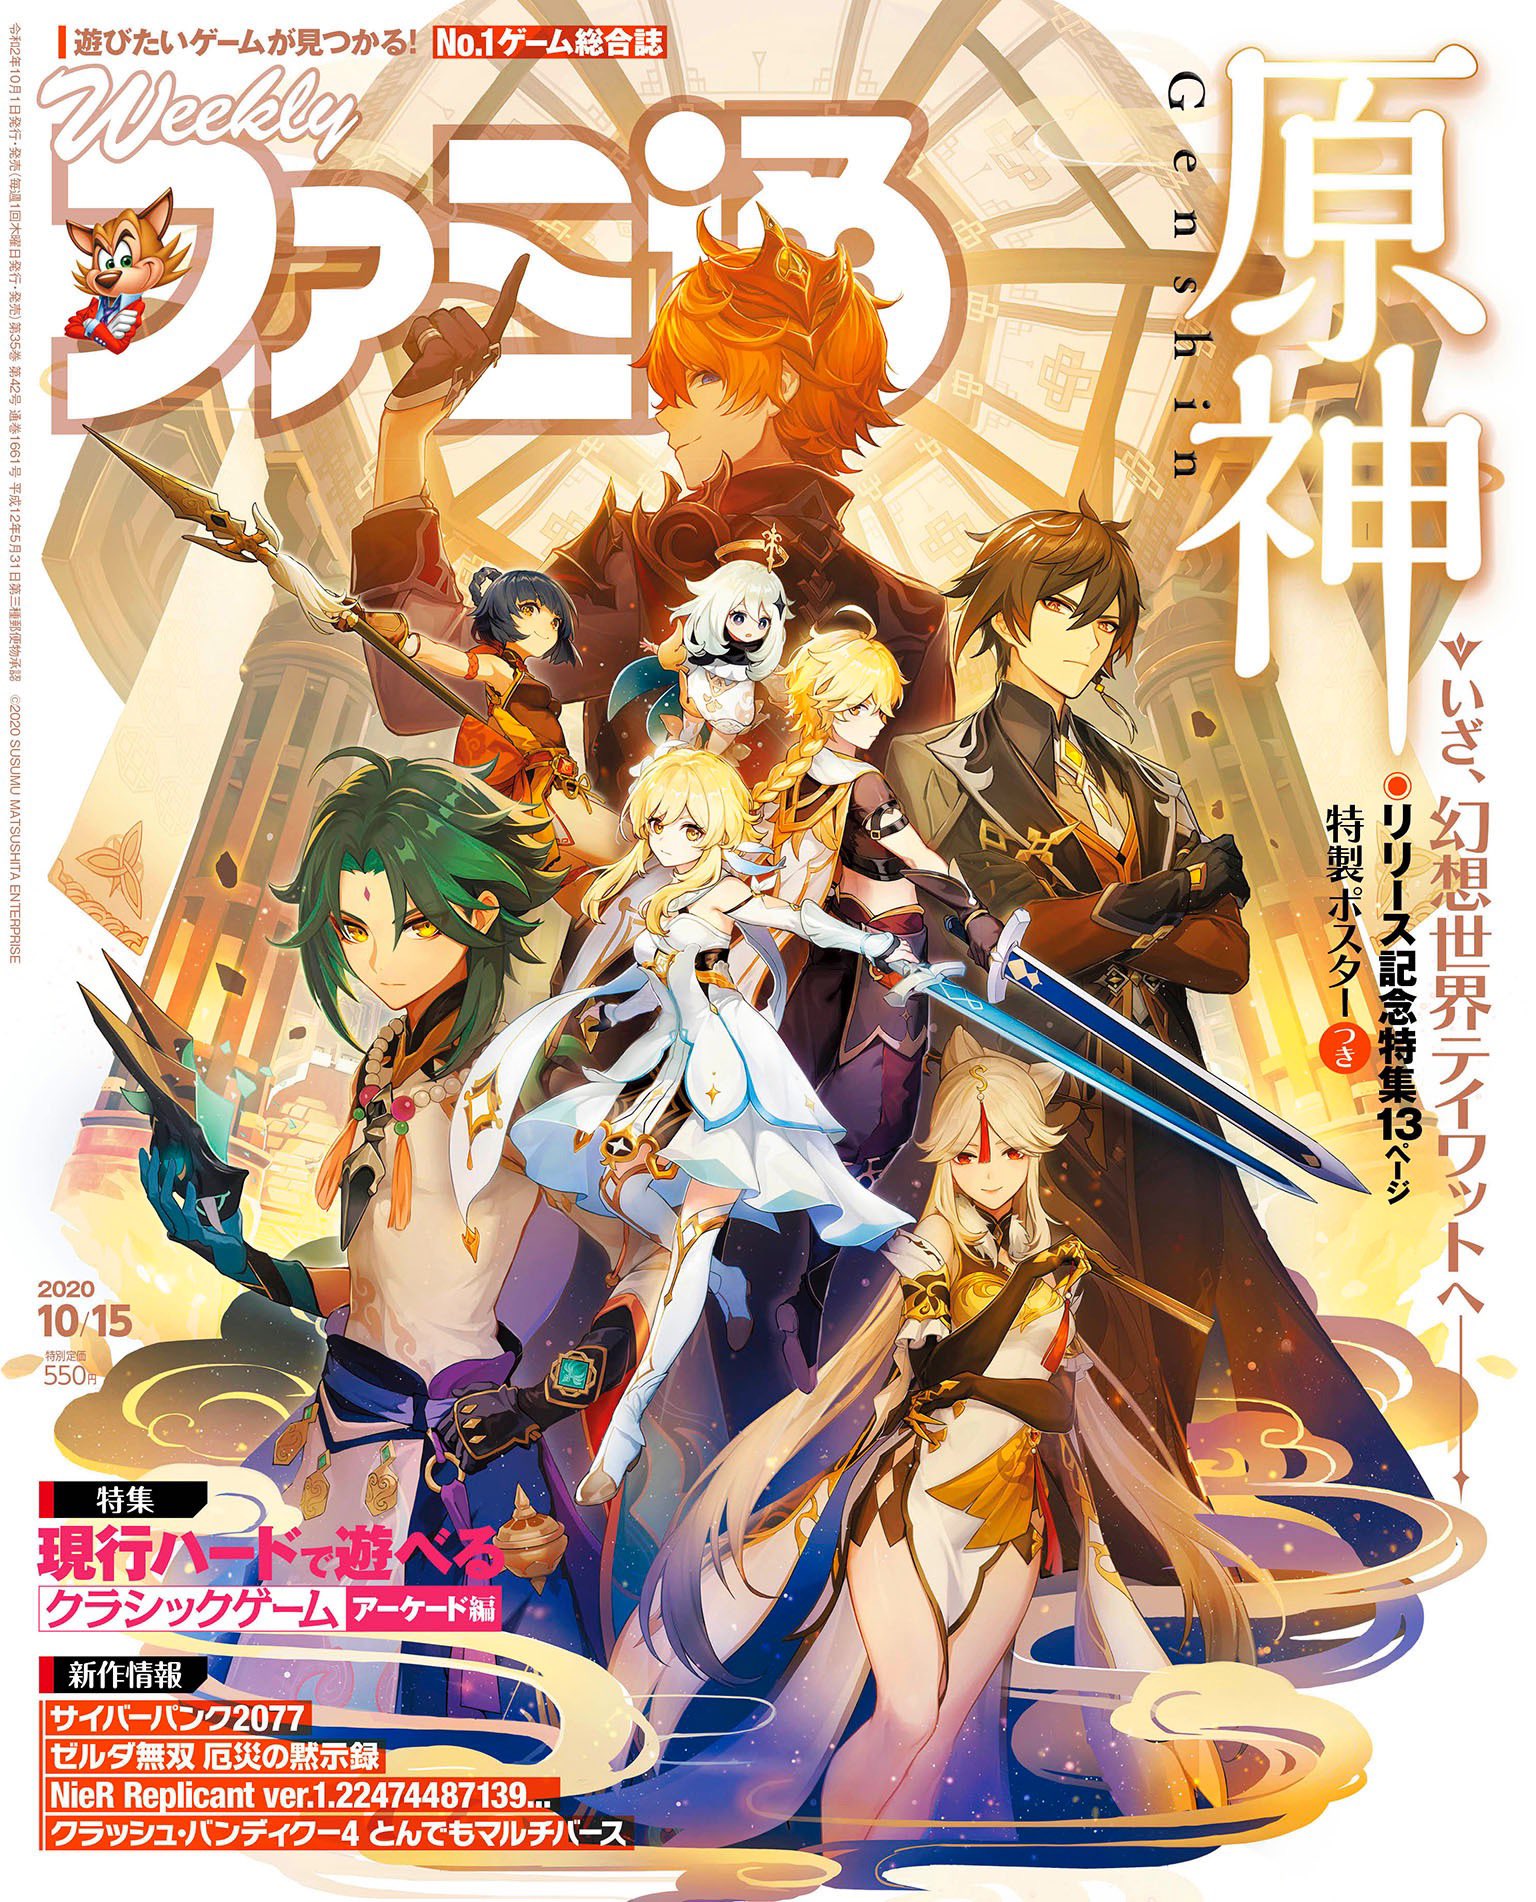 遊びたいゲームが見つかる! No.1ゲーム総合誌
Weekly
ファミ通
原神
Genshin
いざ、幻想世界テイワットへ――
リリース記念特集13ページ
特製ポスターつき
令和2年10月1日発行・発売(毎週1回木曜日発行・発売) 第35巻 第42号 通巻1661号 平成12年5月31日第三種郵便物承認 ©2020 SUSUMU MATSUSHITA ENTERPRISE
2020
10/15
特別定価
550円
特集
現行ハードで遊べる
クラシックゲーム アーケード編
新作情報
サイバーパンク2077
ゼルダ無双 厄災の黙示録
NieR Replicant ver.1.22474487139...
クラッシュ・バンディクー4 とんでもマルチバース